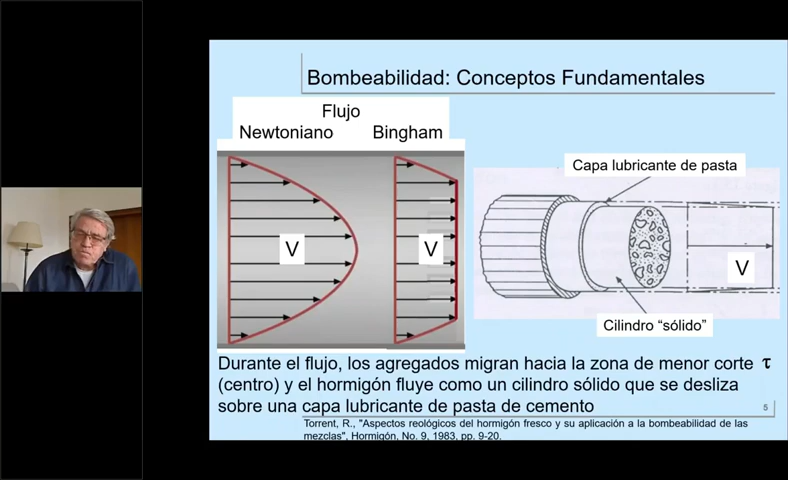 Bombeabilidad: Conceptos Fundamentales
Flujo
Newtoniano Bingham
V
V
Capa lubricante de pasta
V
Cilindro “sólido”
Durante el flujo, los agregados migran hacia la zona de menor corte τ
(centro) y el hormigón fluye como un cilindro sólido que se desliza
sobre una capa lubricante de pasta de cemento
5
Torrent, R., "Aspectos reológicos del hormigón fresco y su aplicación a la bombeabilidad de las
mezclas", Hormigón, No. 9, 1983, pp. 9-20.